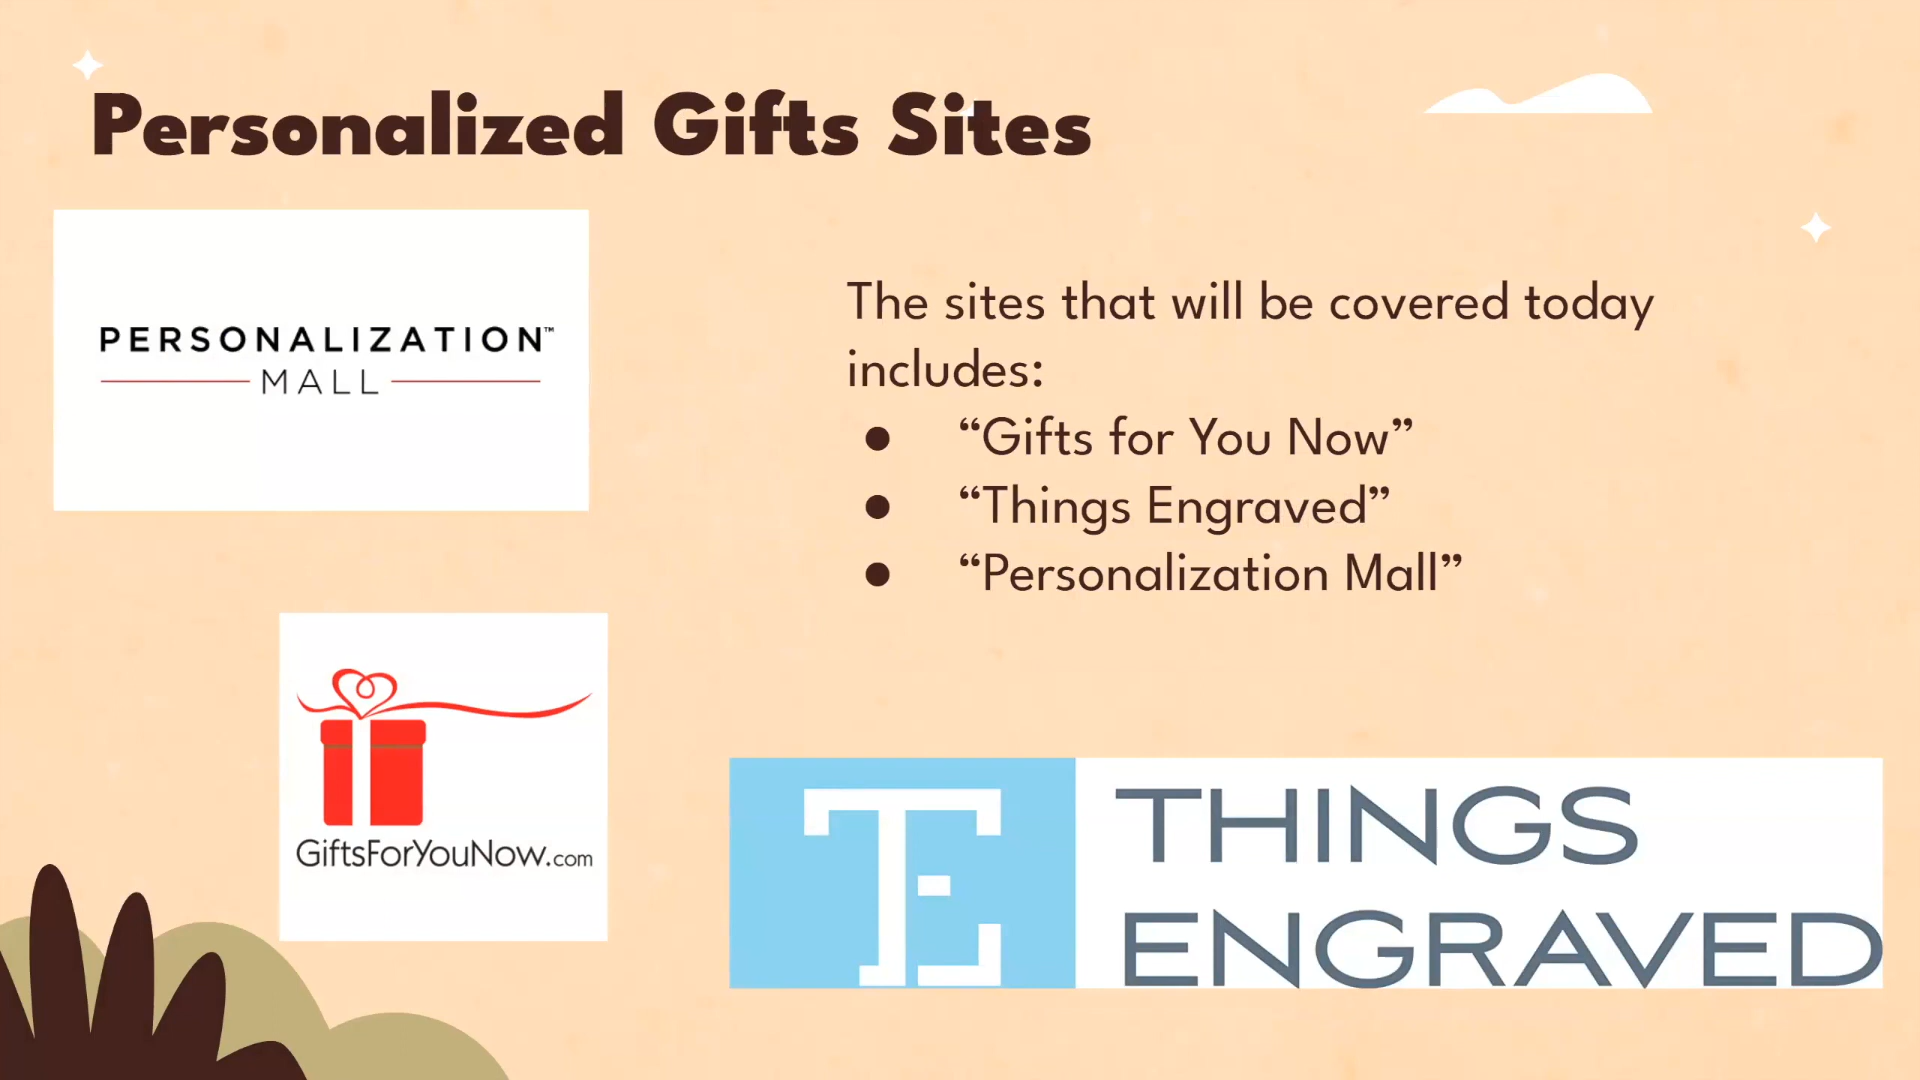 Personalized Gifts Sites
PERSONALIZATION™
MALL
The sites that will be covered today
includes:
● “Gifts for You Now”
● “Things Engraved”
● “Personalization Mall”
GiftsForYouNow.com
TE
THINGS
ENGRAVED